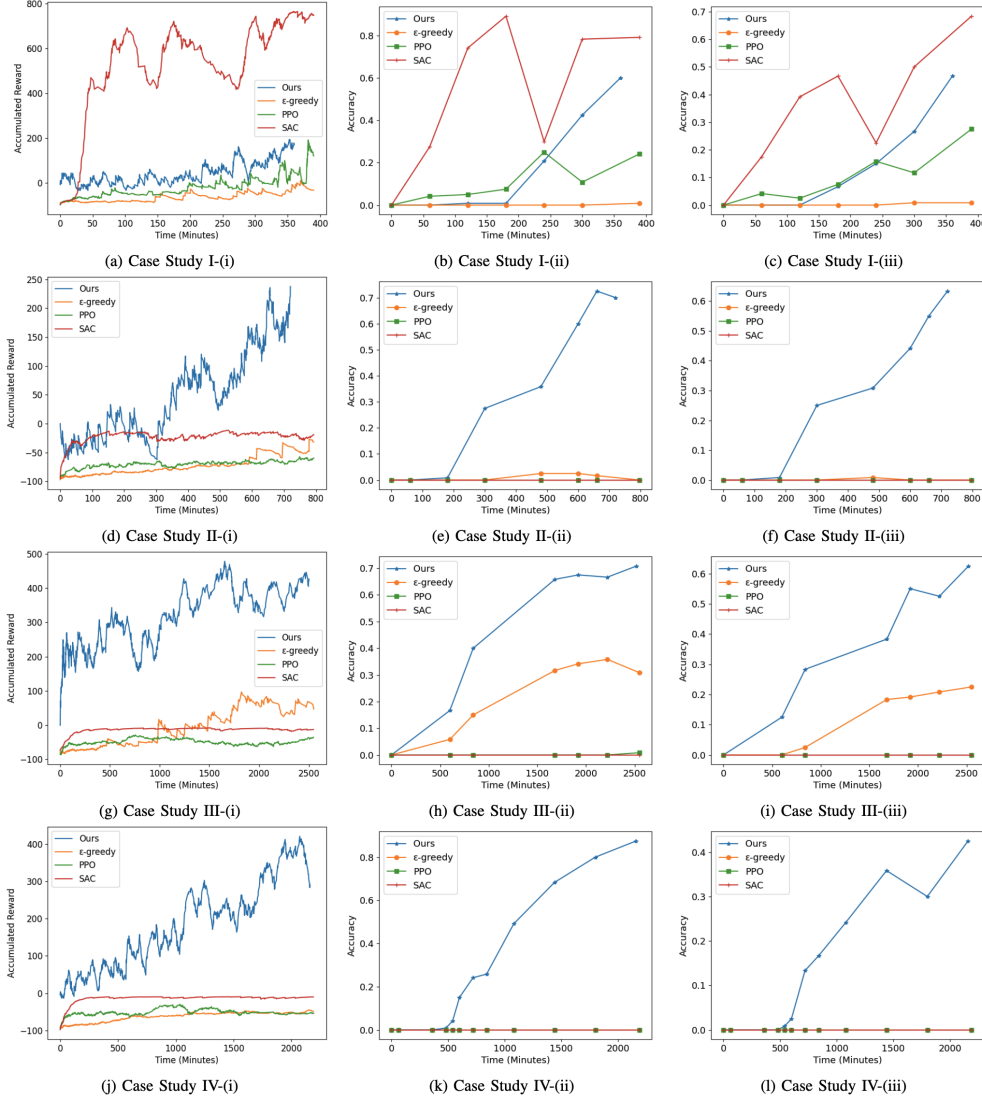 Accumulated Reward
800
600
400
200
0
Ours
ε-greedy
PPO
SAC
0 50 100 150 200 250 300 350 400
Time (Minutes)
(a) Case Study I-(i)
Accuracy
0.8
0.6
0.4
0.2
0.0
Ours
ε-greedy
PPO
SAC
0 50 100 150 200 250 300 350 400
Time (Minutes)
(b) Case Study I-(ii)
Accuracy
0.7
0.6
0.5
0.4
0.3
0.2
0.1
0.0
Ours
ε-greedy
PPO
SAC
0 50 100 150 200 250 300 350 400
Time (Minutes)
(c) Case Study I-(iii)
Accumulated Reward
250
200
150
100
50
0
−50
−100
Ours
ε-greedy
PPO
SAC
0 100 200 300 400 500 600 700 800
Time (Minutes)
(d) Case Study II-(i)
Accuracy
0.7
0.6
0.5
0.4
0.3
0.2
0.1
0.0
Ours
ε-greedy
PPO
SAC
0 100 200 300 400 500 600 700 800
Time (Minutes)
(e) Case Study II-(ii)
Accuracy
0.6
0.5
0.4
0.3
0.2
0.1
0.0
Ours
ε-greedy
PPO
SAC
0 100 200 300 400 500 600 700 800
Time (Minutes)
(f) Case Study II-(iii)
Accumulated Reward
500
400
300
200
100
0
−100
Ours
ε-greedy
PPO
SAC
0 500 1000 1500 2000 2500
Time (Minutes)
(g) Case Study III-(i)
Accuracy
0.7
0.6
0.5
0.4
0.3
0.2
0.1
0.0
Ours
ε-greedy
PPO
SAC
0 500 1000 1500 2000 2500
Time (Minutes)
(h) Case Study III-(ii)
Accuracy
0.6
0.5
0.4
0.3
0.2
0.1
0.0
Ours
ε-greedy
PPO
SAC
0 500 1000 1500 2000 2500
Time (Minutes)
(i) Case Study III-(iii)
Accumulated Reward
400
300
200
100
0
−100
Ours
ε-greedy
PPO
SAC
0 500 1000 1500 2000
Time (Minutes)
(j) Case Study IV-(i)
Accuracy
0.8
0.6
0.4
0.2
0.0
Ours
ε-greedy
PPO
SAC
0 500 1000 1500 2000
Time (Minutes)
(k) Case Study IV-(ii)
Accuracy
0.4
0.3
0.2
0.1
0.0
Ours
ε-greedy
PPO
SAC
0 500 1000 1500 2000
Time (Minutes)
(l) Case Study IV-(iii)